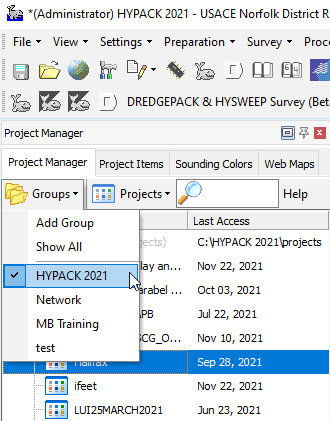 *(Administrator) HYPACK 2021 - USACE Norfolk District R
File View Settings Preparation Survey Proce
DREDGEPACK & HYSWEEP Survey (Beta
Project Manager
Project Manager Project Items Sounding Colors Web Maps
Groups Projects Help
Last Access
Add Group
jects) C:\HYPACK 2021\projects
Show All
lay an... Nov 22, 2021
HYPACK 2021
arabel ... Oct 03, 2021
Network
PB Jul 22, 2021
MB Training
SCG_O... Nov 10, 2021
test
Halifax Sep 28, 2021
ifeet Nov 22, 2021
LUI25MARCH2021 Jun 23, 2021